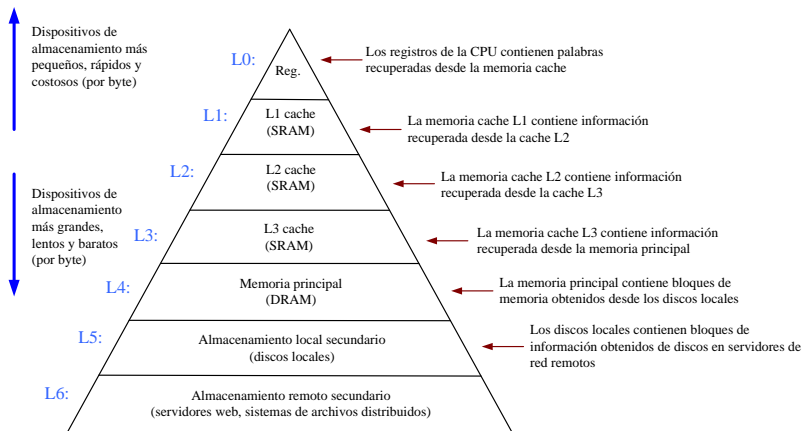 Dispositivos de
almacenamiento más
pequeños, rápidos y
costosos (por byte)
Dispositivos de
almacenamiento
más grandes,
lentos y baratos
(por byte)
L0:
Reg.
Los registros de la CPU contienen palabras
recuperadas desde la memoria cache
L1:
L1 cache
(SRAM)
La memoria cache L1 contiene información
recuperada desde la cache L2
L2:
L2 cache
(SRAM)
La memoria cache L2 contiene información
recuperada desde la cache L3
L3:
L3 cache
(SRAM)
La memoria cache L3 contiene información
recuperada desde la memoria principal
L4:
Memoria principal
(DRAM)
La memoria principal contiene bloques de
memoria obtenidos desde los discos locales
L5:
Almacenamiento local secundario
(discos locales)
Los discos locales contienen bloques de
información obtenidos de discos en servidores de
red remotos
L6:
Almacenamiento remoto secundario
(servidores web, sistemas de archivos distribuidos)